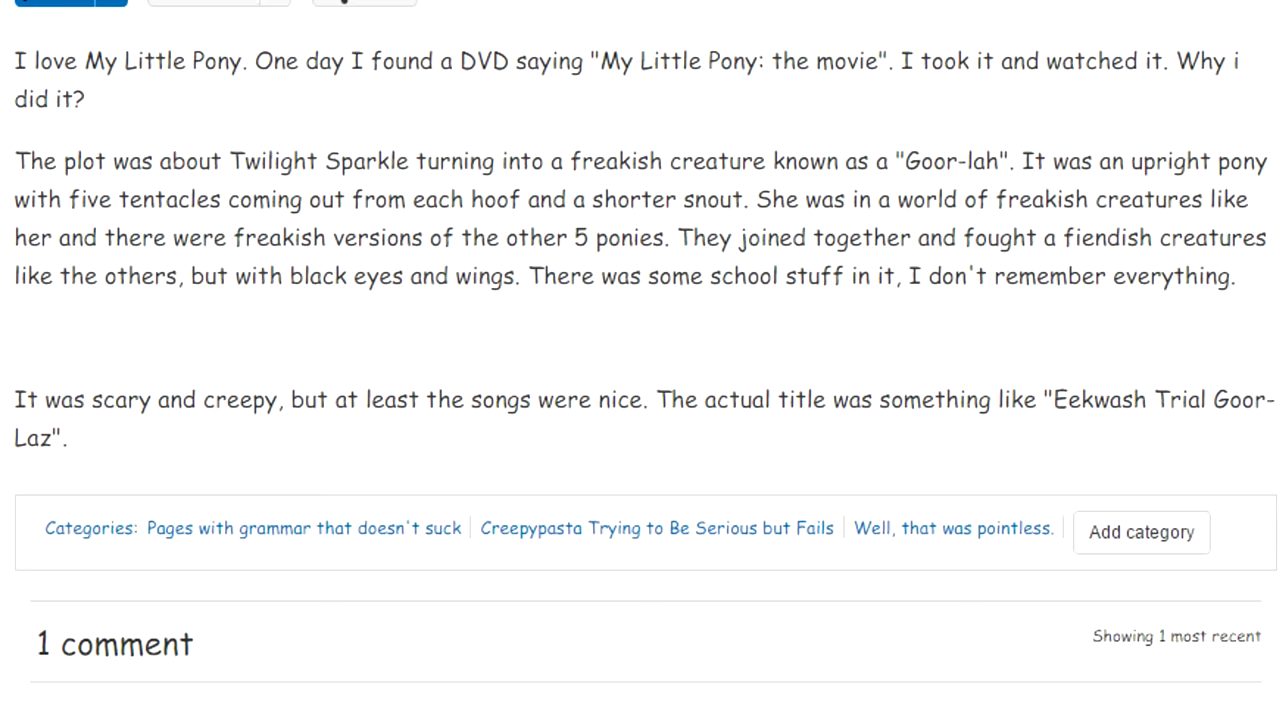 I love My Little Pony. One day I found a DVD saying "My Little Pony: the movie". I took it and watched it. Why i
did it?
The plot was about Twilight Sparkle turning into a freakish creature known as a "Goor-lah". It was an upright pony
with five tentacles coming out from each hoof and a shorter snout. She was in a world of freakish creatures like
her and there were freakish versions of the other 5 ponies. They joined together and fought a fiendish creatures
like the others, but with black eyes and wings. There was some school stuff in it, I don't remember everything.
It was scary and creepy, but at least the songs were nice. The actual title was something like "Eekwash Trial Goor-
Laz".
Categories: Pages with grammar that doesn't suck Creepypasta Trying to Be Serious but Fails Well, that was pointless. Add category
1 comment Showing 1 most recent